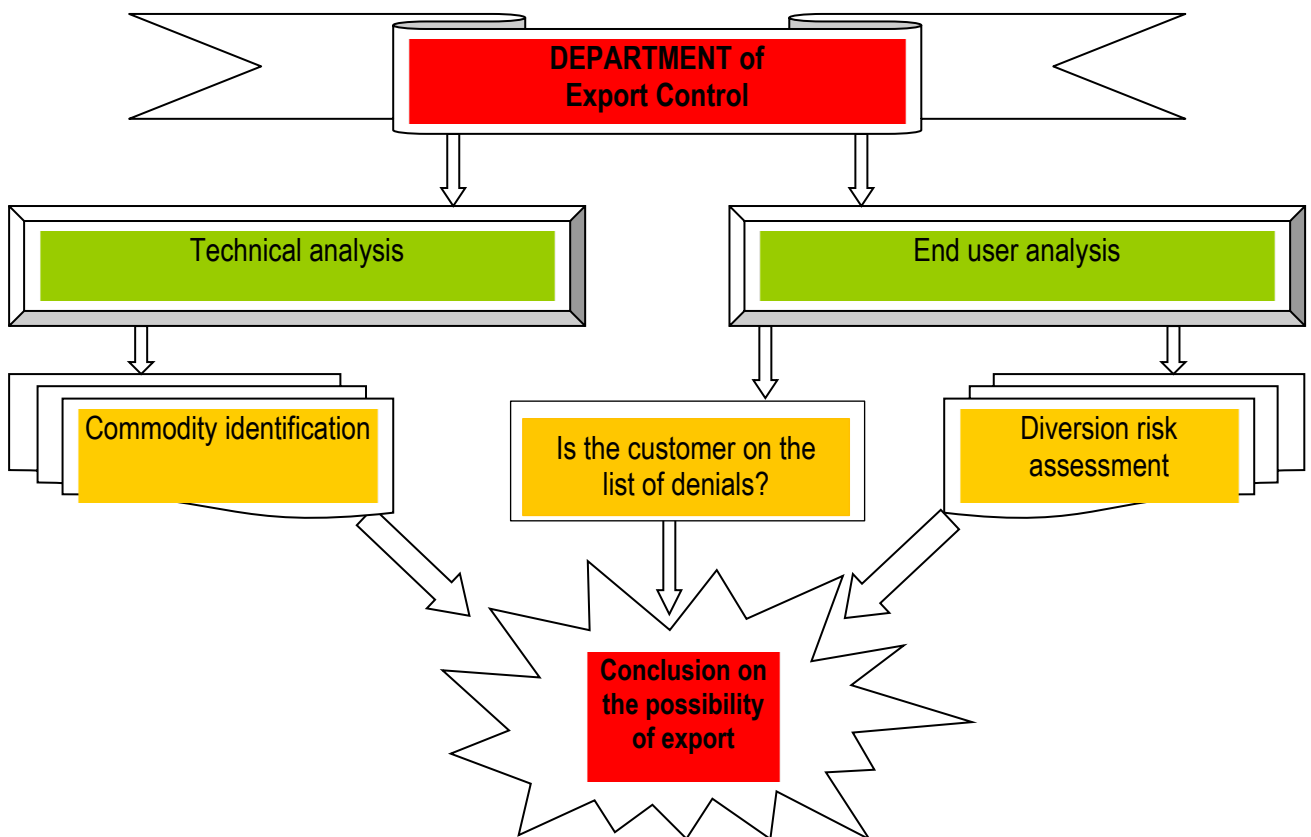 DEPARTMENT of
Export Control
Technical analysis
End user analysis
Commodity identification
Is the customer on the
list of denials?
Diversion risk
assessment
Conclusion on
the possibility
of export